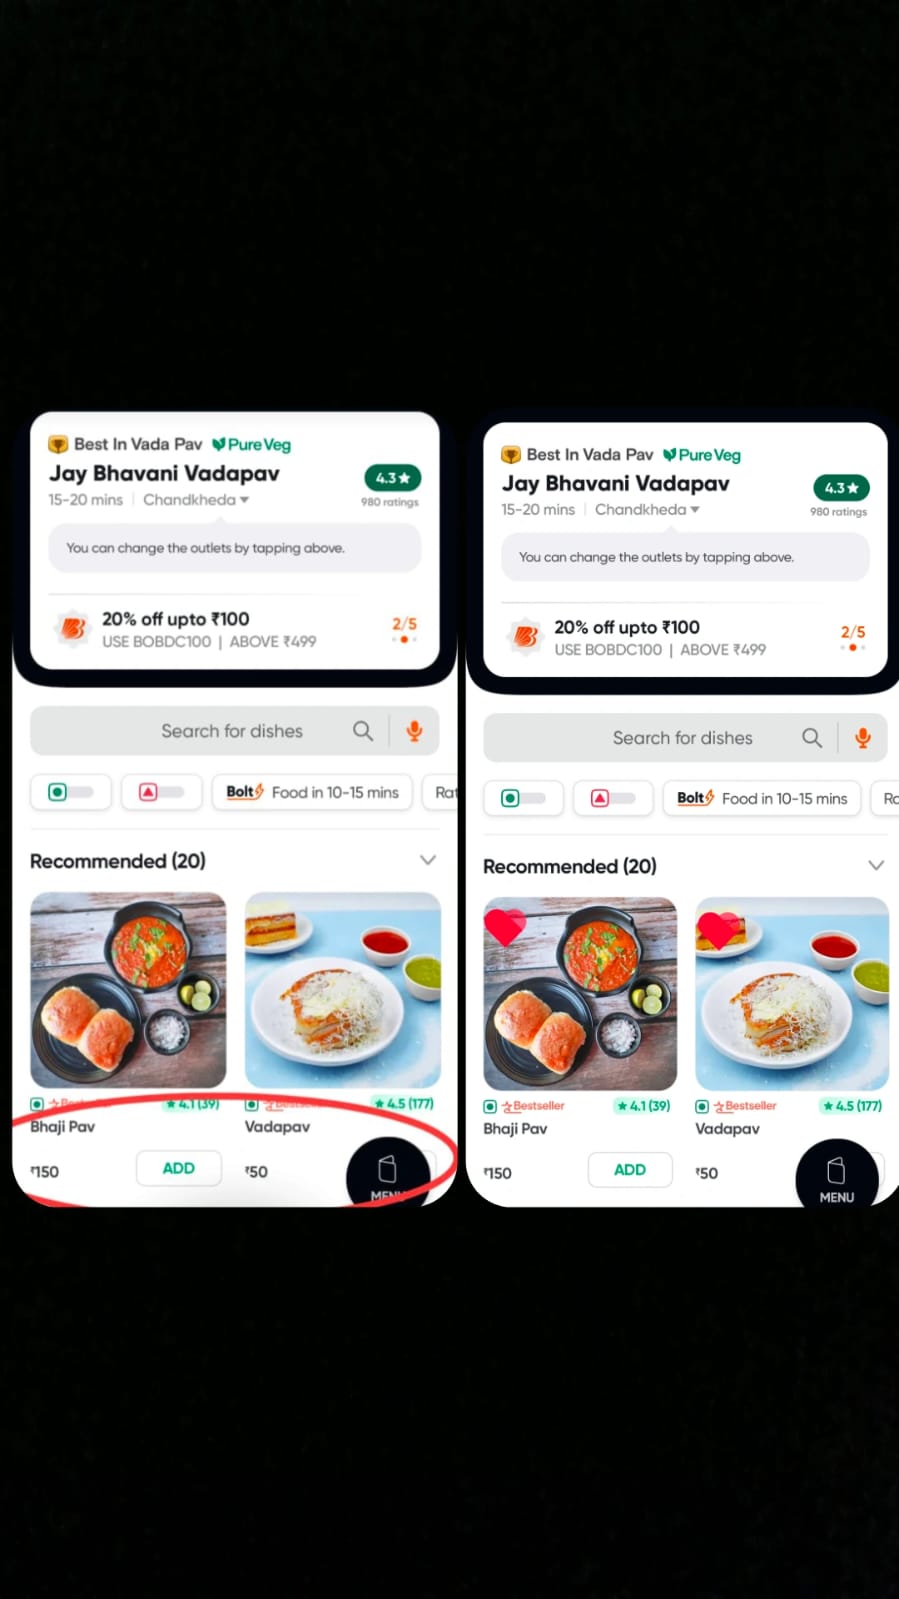 Best In Vada Pav Pure Veg
Jay Bhavani Vadapav
4.3★
15-20 mins | Chandkheda ▼
980 ratings
You can change the outlets by tapping above.
20% off upto ₹100
2/5
USE BOBDC100 | ABOVE ₹499
Search for dishes
Bolt Food in 10-15 mins
Rat
Recommended (20)
Bestseller
★ 4.1 (39)
Bestseller
★ 4.5 (177)
Bhaji Pav
Vadapav
₹150
ADD
₹50
MENU
Best In Vada Pav Pure Veg
Jay Bhavani Vadapav
4.3★
15-20 mins | Chandkheda ▼
980 ratings
You can change the outlets by tapping above.
20% off upto ₹100
2/5
USE BOBDC100 | ABOVE ₹499
Search for dishes
Bolt Food in 10-15 mins
Recommended (20)
Bestseller
★ 4.1 (39)
Bestseller
★ 4.5 (177)
Bhaji Pav
Vadapav
₹150
ADD
₹50
MENU